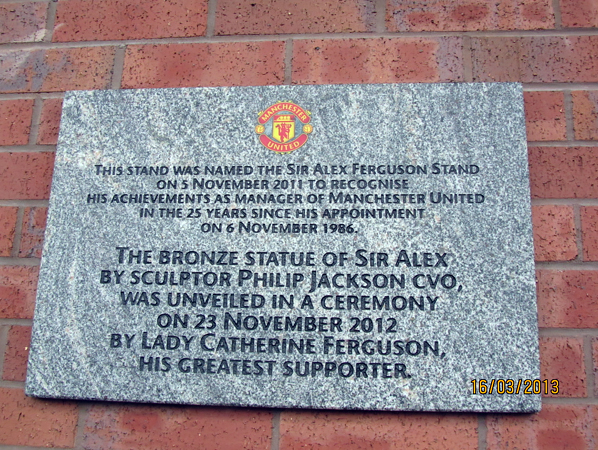 MANCHESTER
UNITED
THIS STAND WAS NAMED THE SIR ALEX FERGUSON STAND
ON 5 NOVEMBER 2011 TO RECOGNISE
HIS ACHIEVEMENTS AS MANAGER OF MANCHESTER UNITED
IN THE 25 YEARS SINCE HIS APPOINTMENT
ON 6 NOVEMBER 1986.
THE BRONZE STATUE OF SIR ALEX
BY SCULPTOR PHILIP JACKSON CVO,
WAS UNVEILED IN A CEREMONY
ON 23 NOVEMBER 2012
BY LADY CATHERINE FERGUSON,
HIS GREATEST SUPPORTER.
16/03/2013